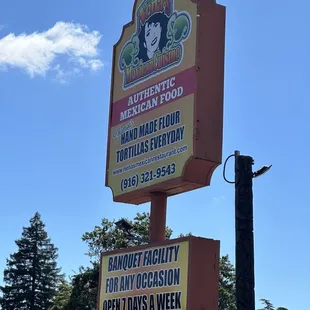 AUTHENTIC
MEXICAN FOOD
HAND MADE FLOUR
TORTILLAS EVERYDAY
(916) 321-9543
BANQUET FACILITY
FOR ANY OCCASION
OPEN 7 DAYS A WEEK